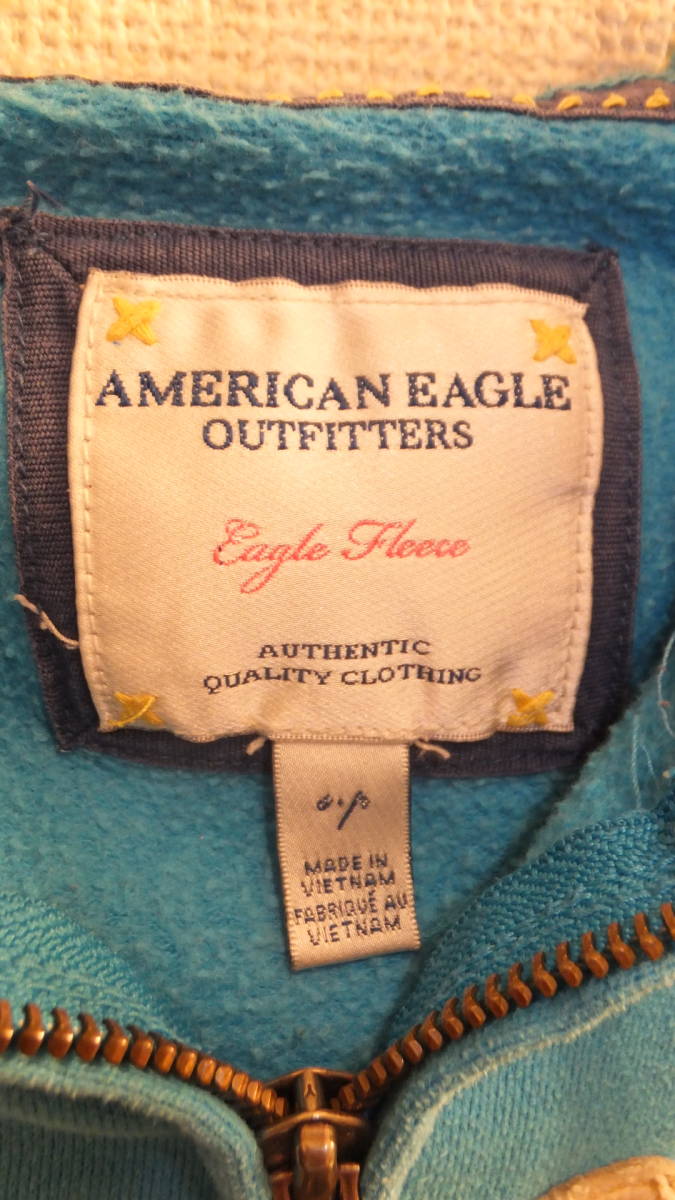 AMERICAN EAGLE
OUTFITTERS
Eagle Fleece
AUTHENTIC
QUALITY CLOTHING
S.P
MADE IN
VIETNAM
FABRIQUÉ AU
VIETNAM